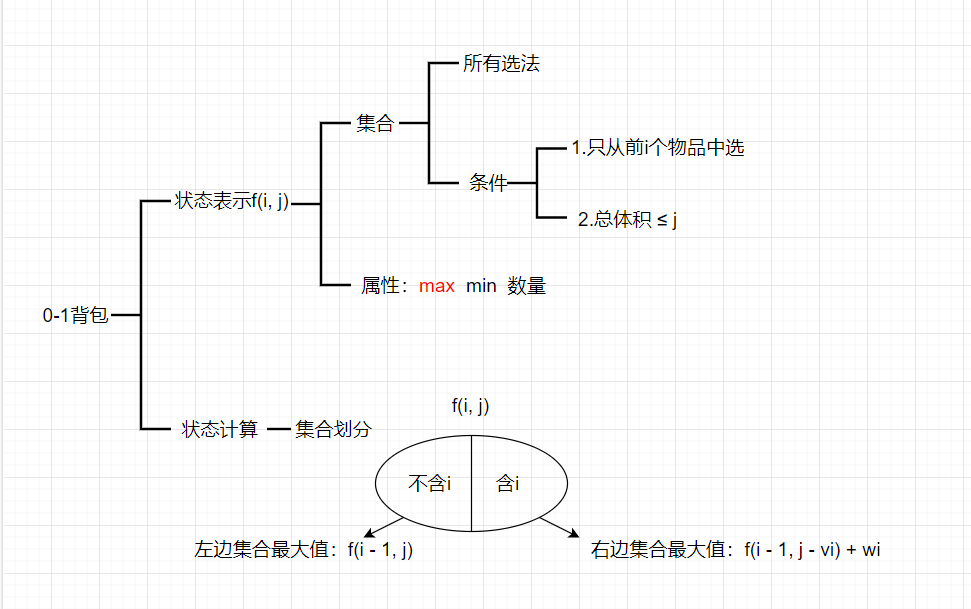 所有选法
集合
1.只从前i个物品中选
条件
状态表示f(i, j)
2.总体积 ≤ j
属性：max min 数量
0-1背包
f(i, j)
状态计算
集合划分
不含i
含i
左边集合最大值：f(i - 1, j)
右边集合最大值：f(i - 1, j - vi) + wi